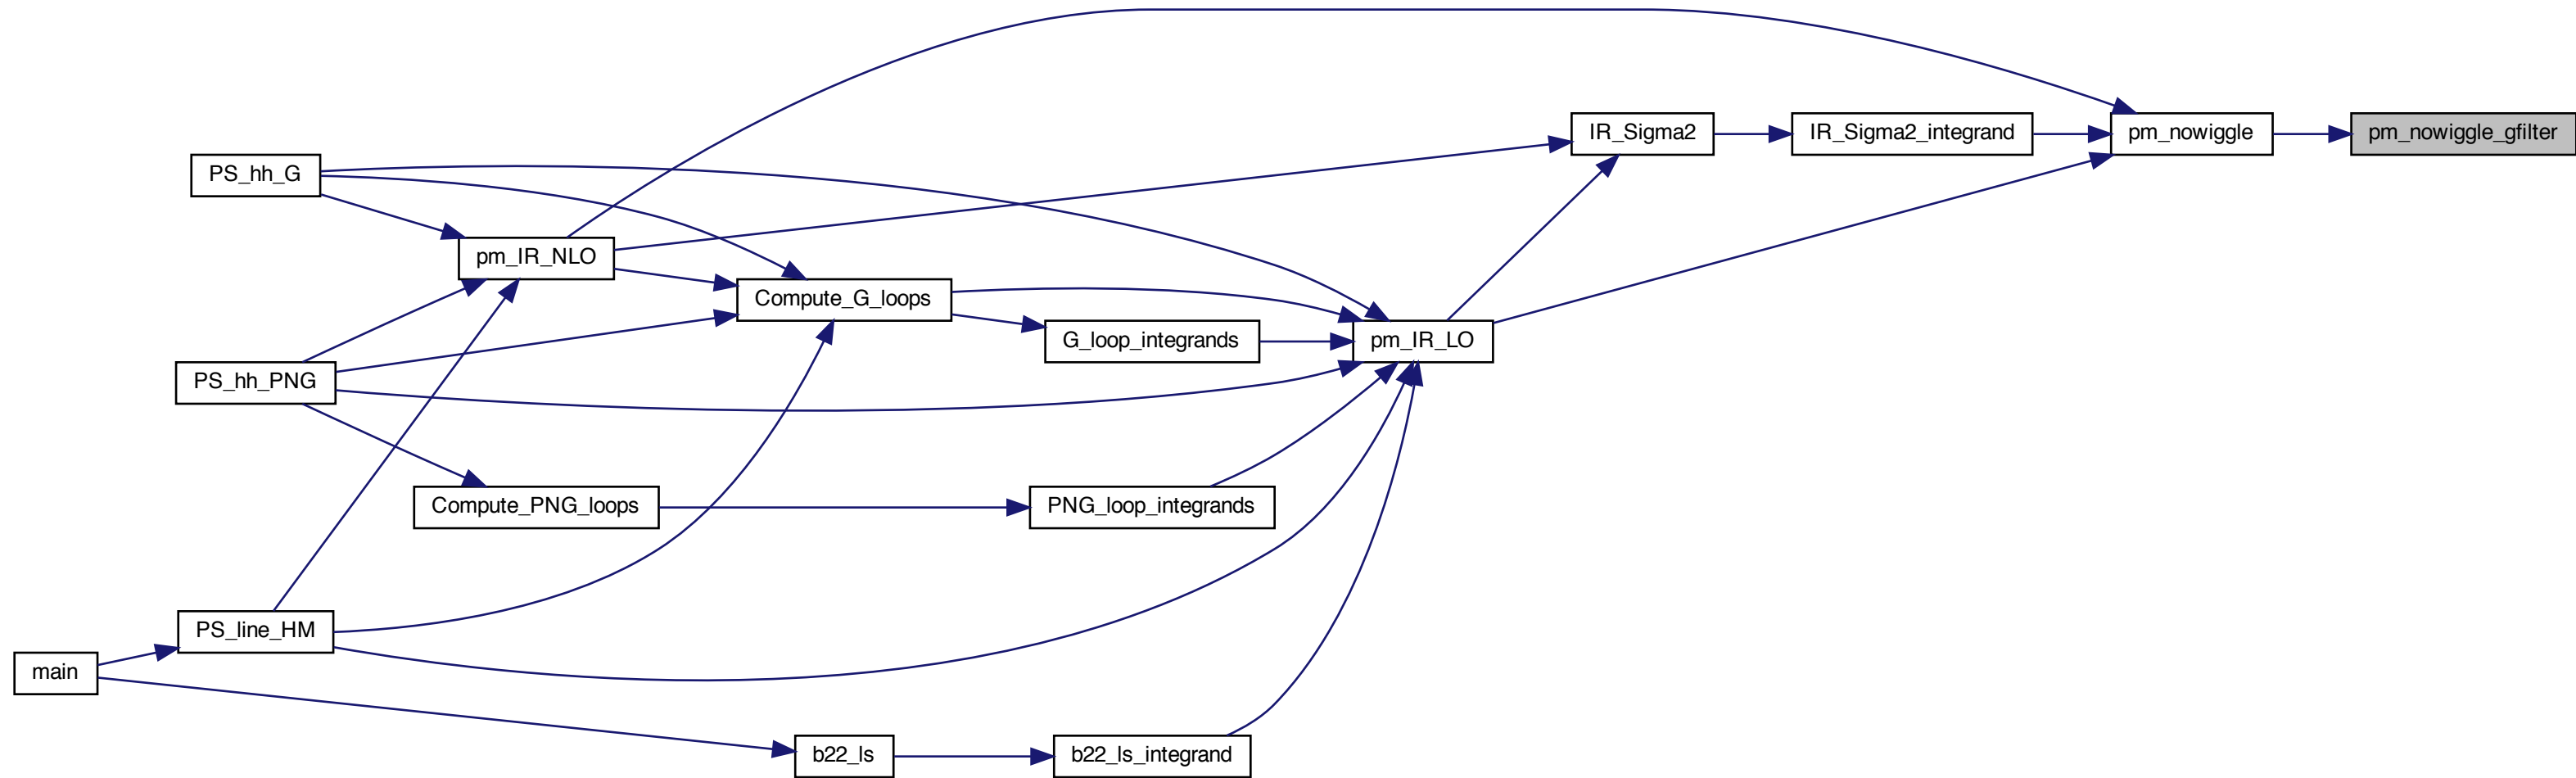 IR_Sigma2
IR_Sigma2_integrand
pm_nowiggle
pm_nowiggle_gfilter
PS_hh_G
pm_IR_NLO
Compute_G_loops
G_loop_integrands
pm_IR_LO
PS_hh_PNG
Compute_PNG_loops
PNG_loop_integrands
PS_line_HM
main
b22_ls
b22_ls_integrand